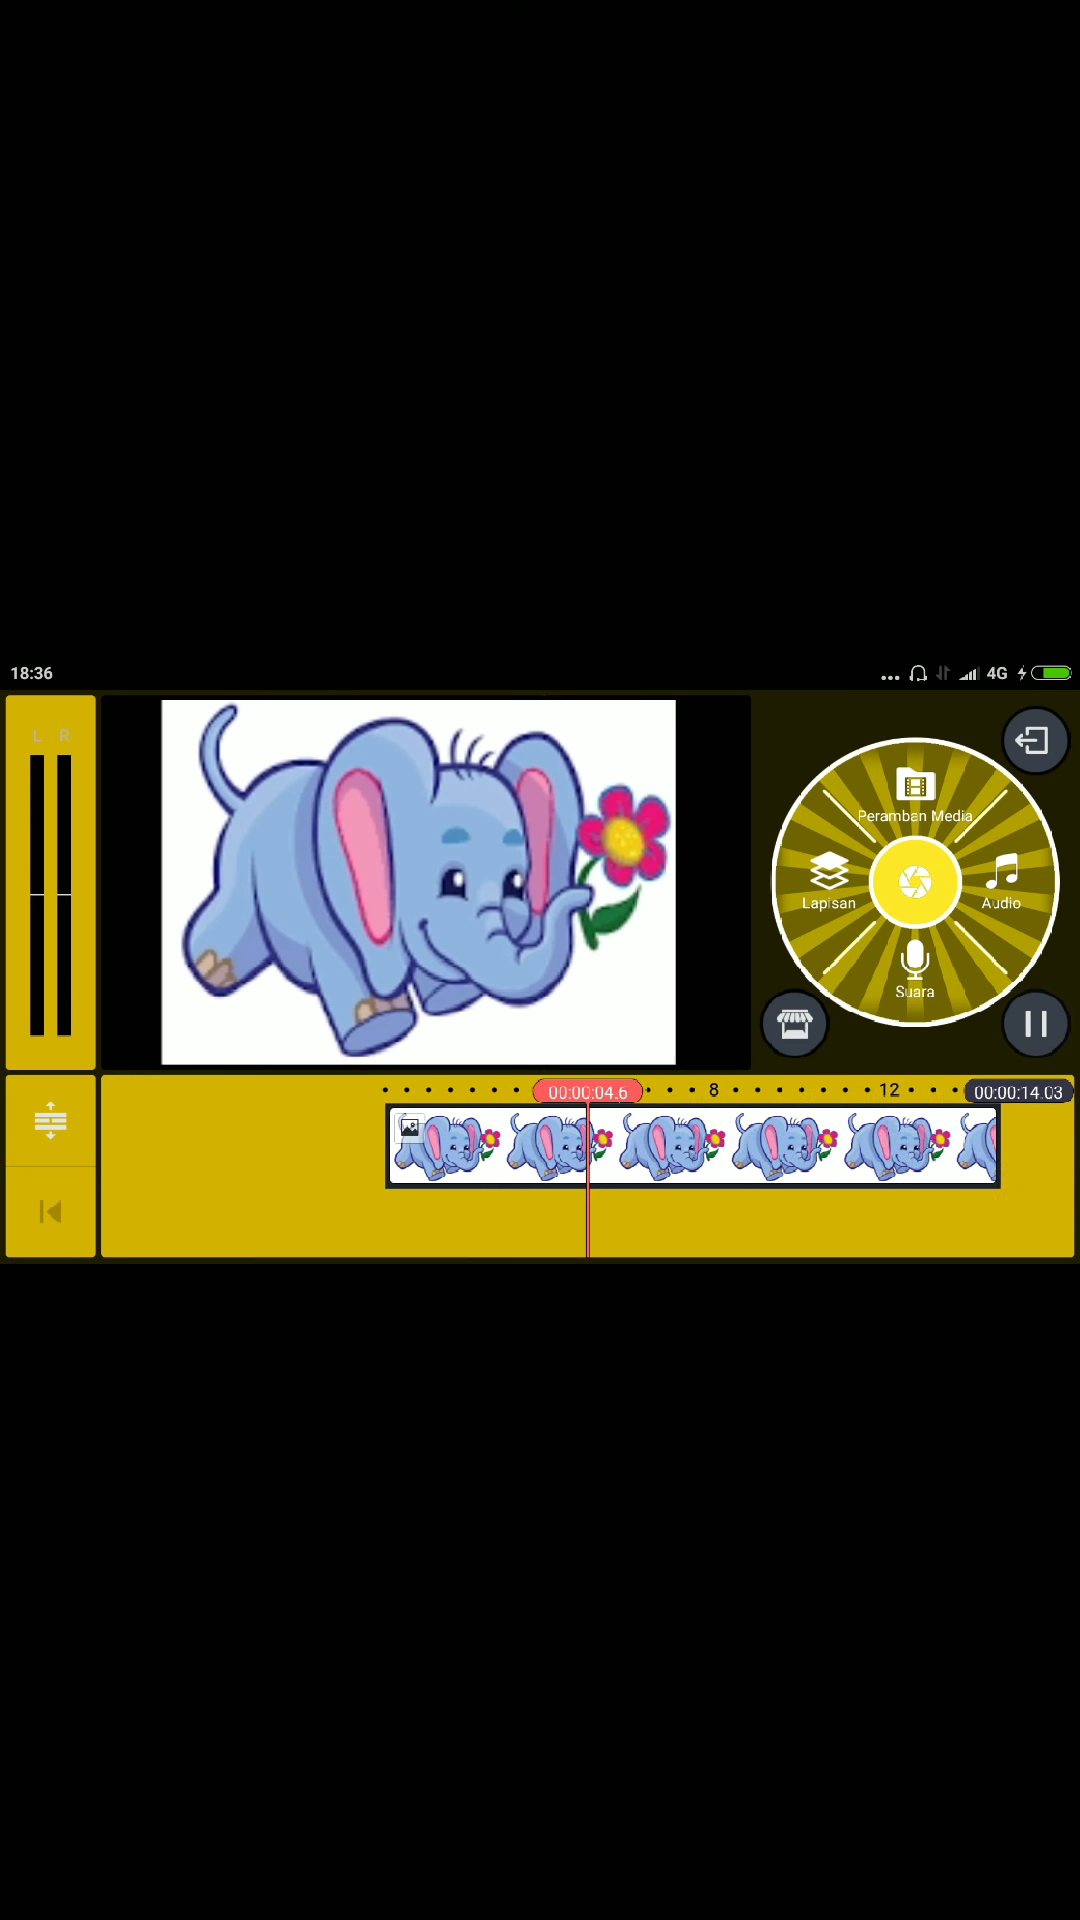 18:36
... 4G
L R
Peramban Media
Lapisan
Audio
Suara
00:00:04.6
8
12
00:00:14.03